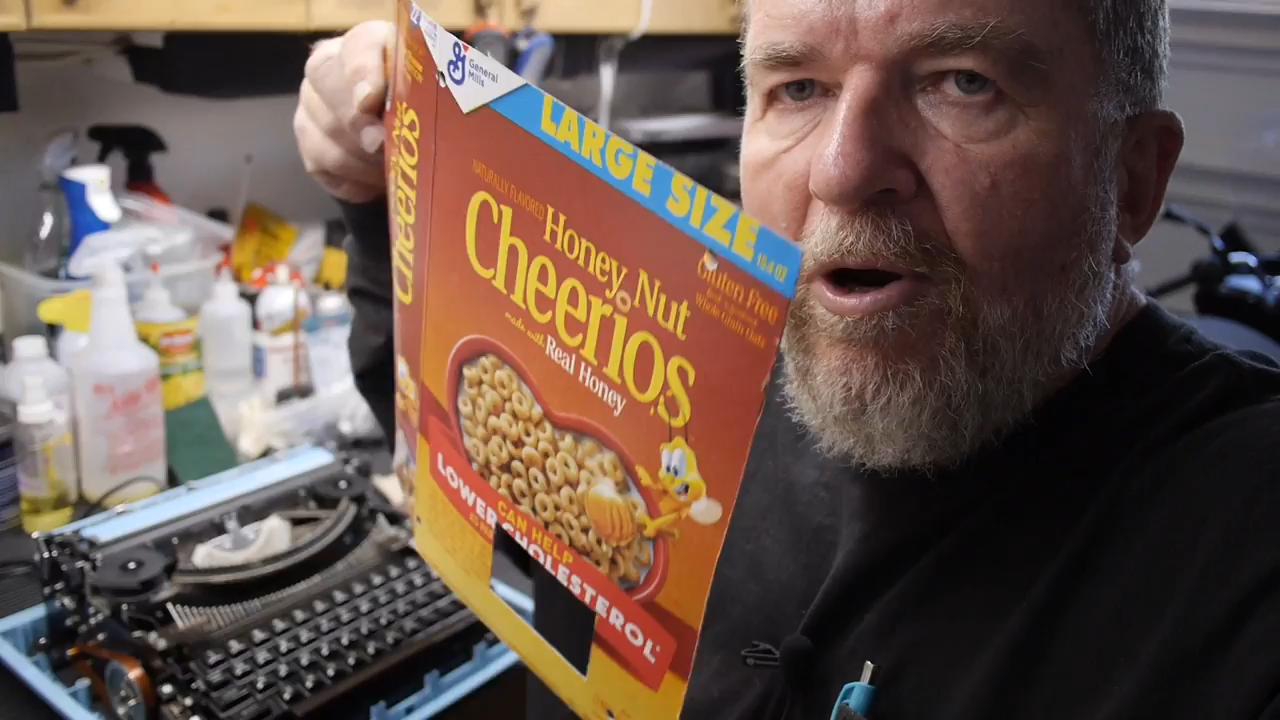 General
Mills
LARGE SIZE
Cheerios
NATURALLY FLAVORED
Honey Nut
Cheerios
made with Real Honey
Gluten Free
Whole Grain Oats
CAN HELP
LOWER CHOLESTEROL*